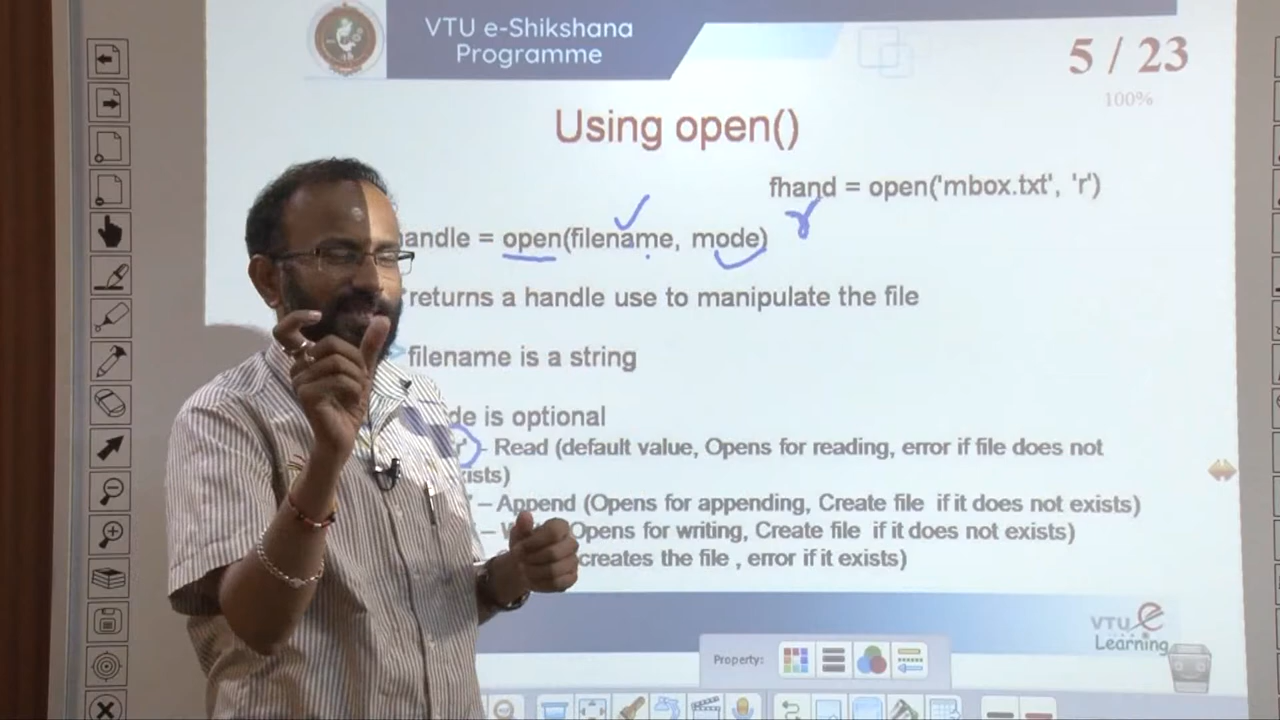 VTU e-Shikshana
Programme
5 / 23
100%
Using open()
fhand = open('mbox.txt', 'r')
r
andle = open(filename, mode)
returns a handle use to manipulate the file
filename is a string
de is optional
r' - Read (default value, Opens for reading, error if file does not
xists)
– Append (Opens for appending, Create file if it does not exists)
– Opens for writing, Create file if it does not exists)
creates the file , error if it exists)
VTU e
Learning
Property: